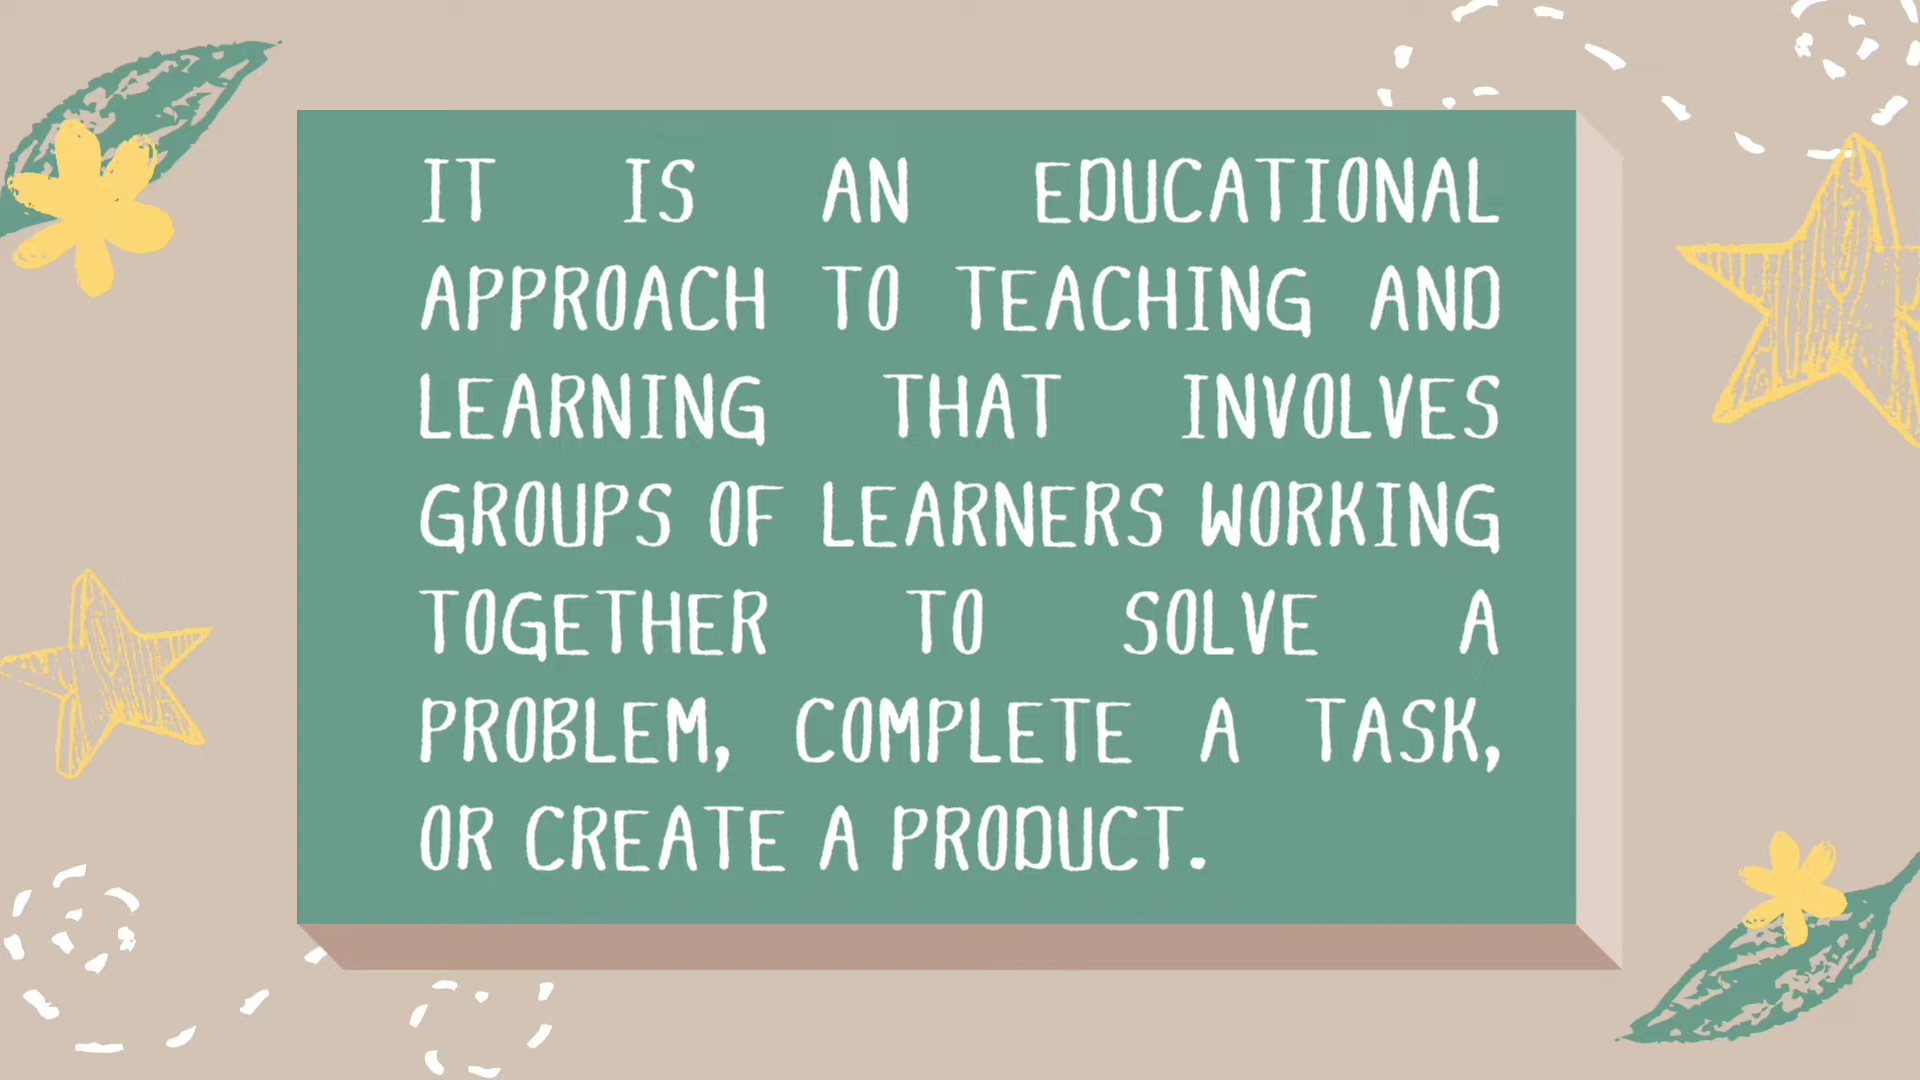 IT IS AN EDUCATIONAL
APPROACH TO TEACHING AND
LEARNING THAT INVOLVES
GROUPS OF LEARNERS WORKING
TOGETHER TO SOLVE A
PROBLEM, COMPLETE A TASK,
OR CREATE A PRODUCT.